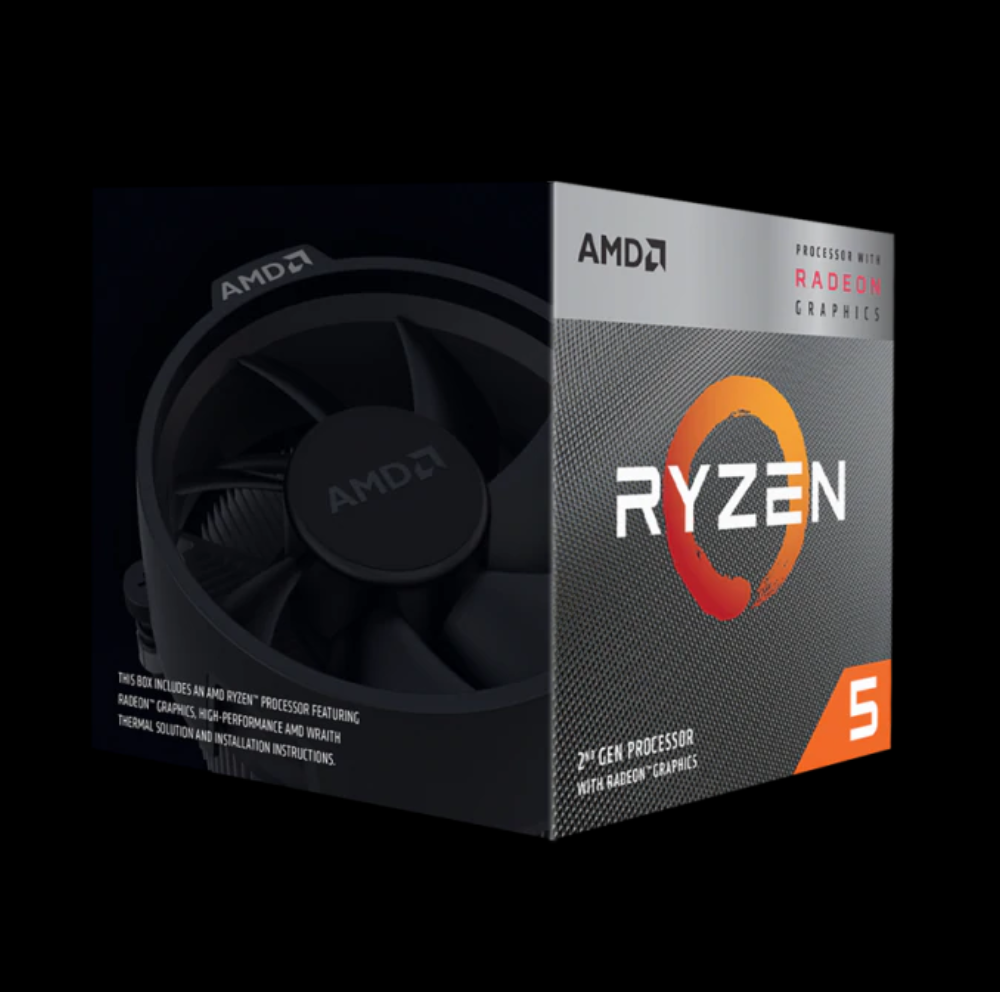 AMD
AMD
THIS BOX INCLUDES AN AMD RYZEN™ PROCESSOR FEATURING
RADEON™ GRAPHICS, HIGH-PERFORMANCE AMD WRAITH
THERMAL SOLUTION AND INSTALLATION INSTRUCTIONS.
AMD
PROCESSOR WITH
RADEON
GRAPHICS
RYZEN
5
2ND GEN PROCESSOR
WITH RADEON™ GRAPHICS